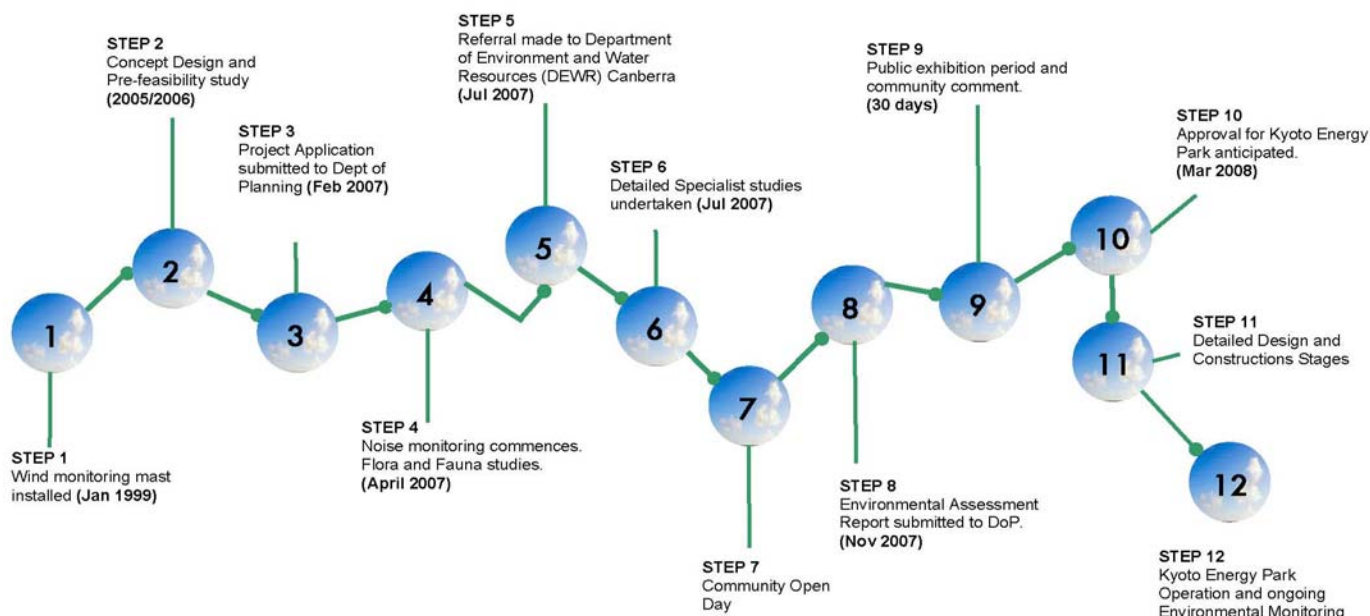 STEP 1
Wind monitoring mast
installed (Jan 1999)
STEP 2
Concept Design and
Pre-feasibility study
(2005/2006)
STEP 3
Project Application
submitted to Dept of
Planning (Feb 2007)
STEP 4
Noise monitoring commences.
Flora and Fauna studies.
(April 2007)
STEP 5
Referral made to Department
of Environment and Water
Resources (DEWR) Canberra
(Jul 2007)
STEP 6
Detailed Specialist studies
undertaken (Jul 2007)
STEP 7
Community Open
Day
STEP 8
Environmental Assessment
Report submitted to DoP.
(Nov 2007)
STEP 9
Public exhibition period and
community comment.
(30 days)
STEP 10
Approval for Kyoto Energy
Park anticipated.
(Mar 2008)
STEP 11
Detailed Design and
Constructions Stages
STEP 12
Kyoto Energy Park
Operation and ongoing
Environmental Monitoring
1
2
3
4
5
6
7
8
9
10
11
12